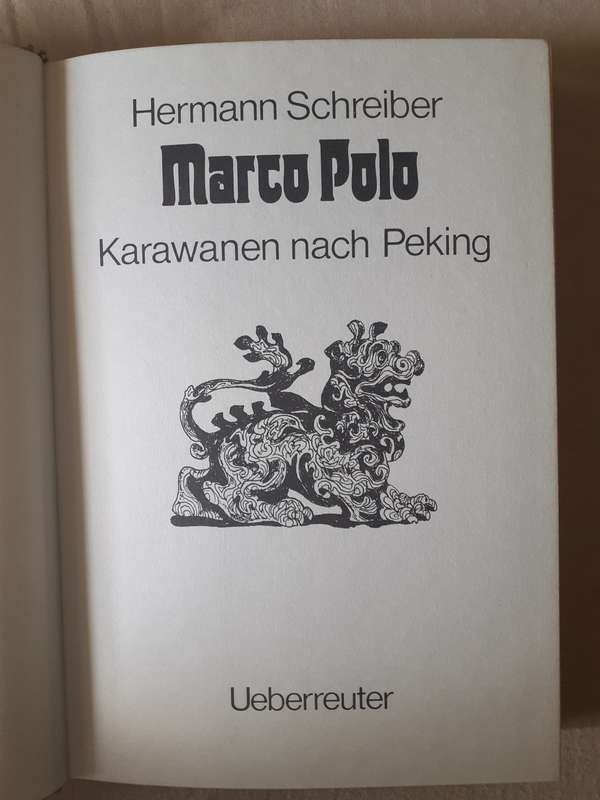 Hermann Schreiber
Marco Polo
Karawanen nach Peking
Ueberreuter